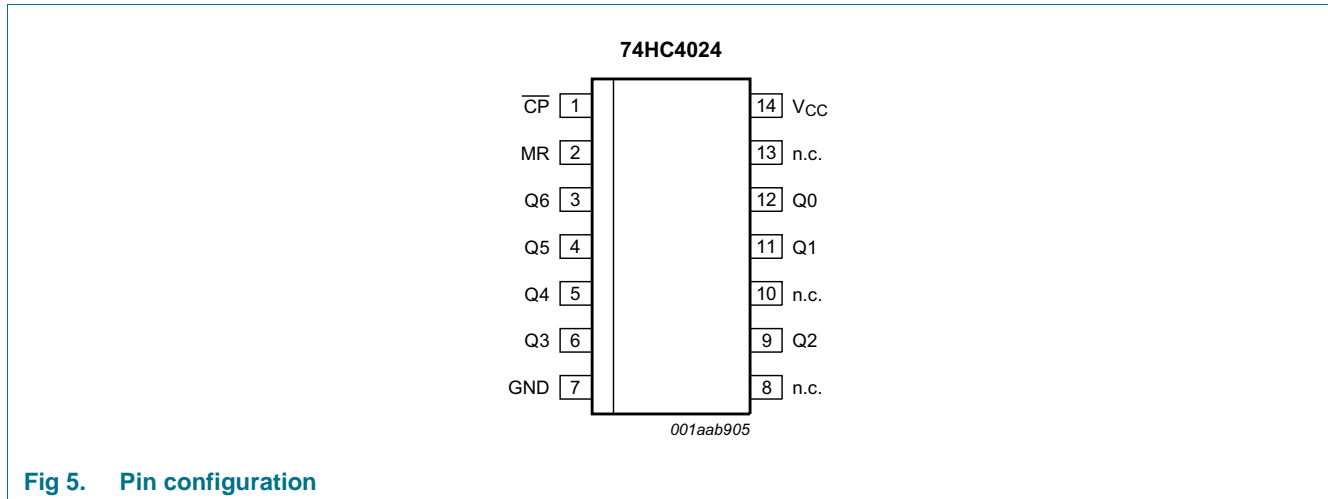 74HC4024
C̅P̅ 1 14 VCC
MR 2 13 n.c.
Q6 3 12 Q0
Q5 4 11 Q1
Q4 5 10 n.c.
Q3 6 9 Q2
GND 7 8 n.c.
001aab905
Fig 5. Pin configuration